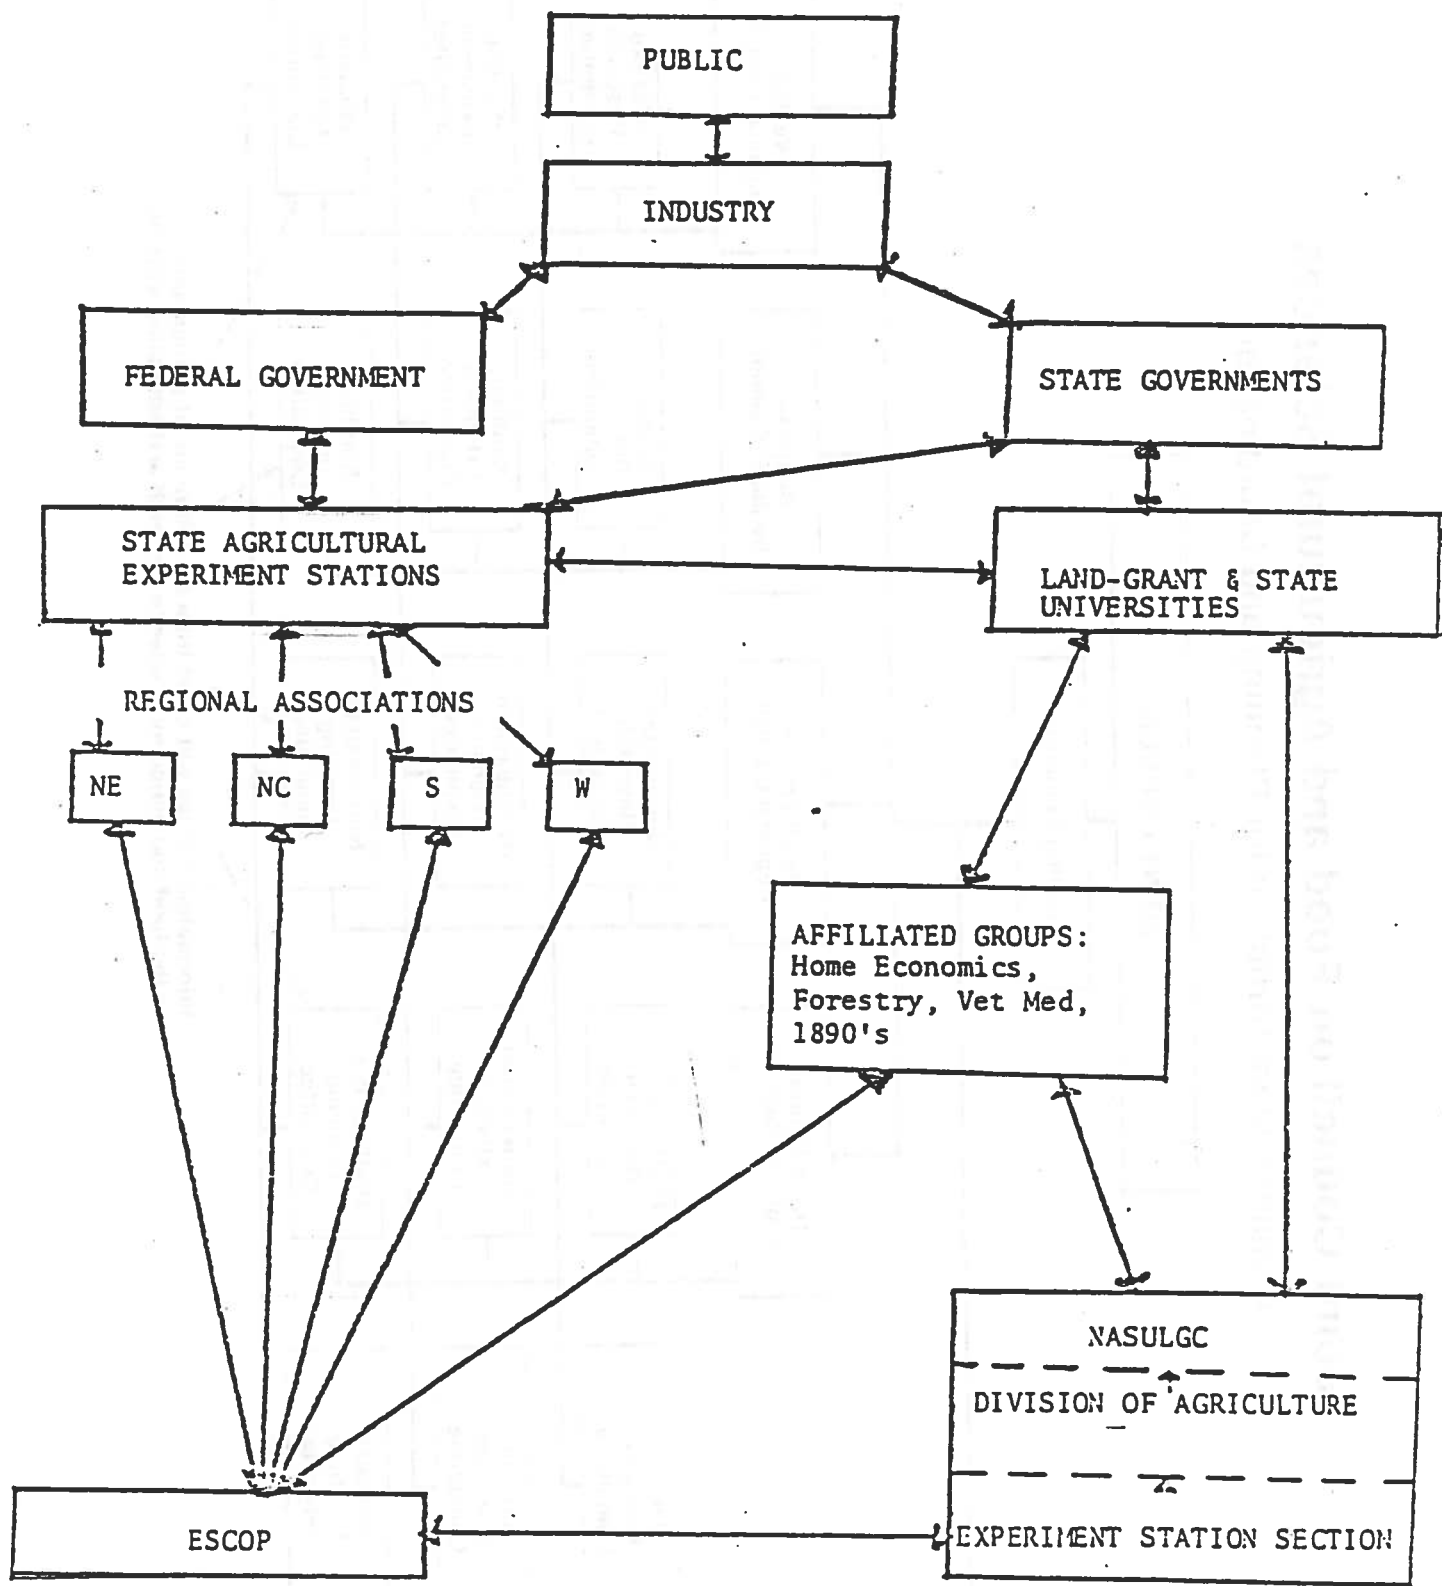 PUBLIC
INDUSTRY
FEDERAL GOVERNMENT
STATE GOVERNMENTS
STATE AGRICULTURAL
EXPERIMENT STATIONS
LAND-GRANT & STATE
UNIVERSITIES
REGIONAL ASSOCIATIONS
NE
NC
S
W
AFFILIATED GROUPS:
Home Economics,
Forestry, Vet Med,
1890's
NASULGC
DIVISION OF AGRICULTURE
ESCOP
EXPERIMENT STATION SECTION